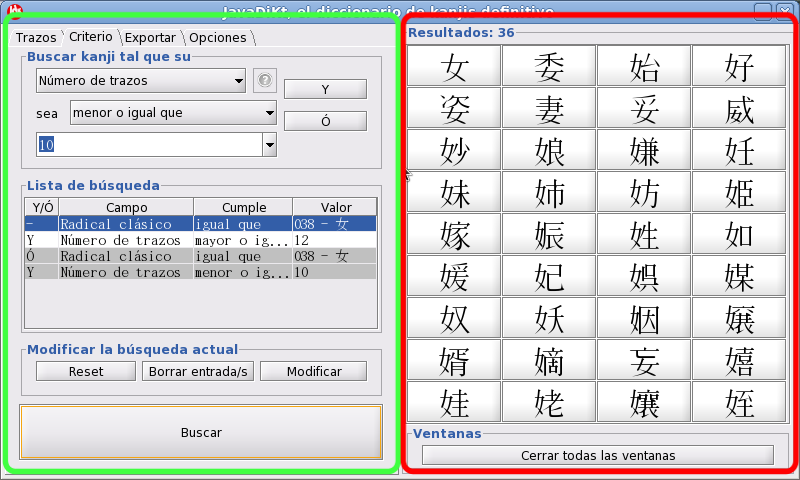 JavaDiKt, el diccionario de kanjis definitivo
Trazos Criterio Exportar Opciones
Buscar kanji tal que su
Número de trazos
Y
sea menor o igual que
Ó
10
Lista de búsqueda
Y/Ó Campo Cumple Valor
- Radical clásico igual que 038 - 女
Y Número de trazos mayor o ig... 12
Ó Radical clásico igual que 038 - 女
Y Número de trazos menor o ig... 10
Modificar la búsqueda actual
Reset Borrar entrada/s Modificar
Buscar
Resultados: 36
女 委 始 好
姿 妻 妥 威
妙 娘 嫌 妊
妹 姉 妨 姫
嫁 娠 姓 如
媛 妃 娯 媒
奴 妖 姻 嬢
婿 嫡 妄 嬉
娃 姥 孃 姪
Ventanas
Cerrar todas las ventanas